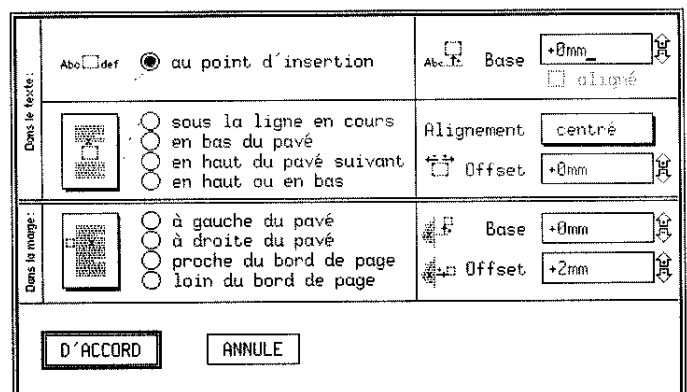 Dans le texte:
Abc def au point d'insertion
Abc Base +0mm_
aligné
sous la ligne en cours
en bas du pavé
en haut du pavé suivant
en haut ou en bas
Alignement centré
Offset +0mm
Dans la marge:
à gauche du pavé
à droite du pavé
proche du bord de page
loin du bord de page
Base +0mm
Offset +2mm
D'ACCORD ANNULE